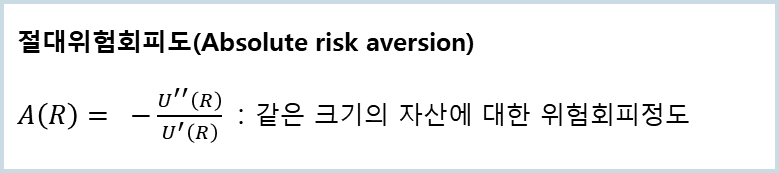 절대위험회피도(Absolute risk aversion)
A(R) = −U′′(R)/U′(R) : 같은 크기의 자산에 대한 위험회피정도